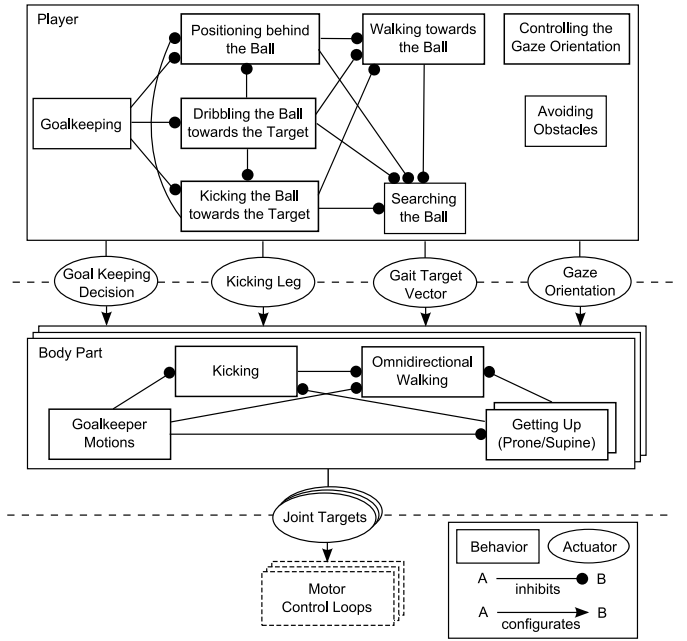 Player
Positioning behind
the Ball
Walking towards
the Ball
Controlling the
Gaze Orientation
Goalkeeping
Dribbling the Ball
towards the Target
Avoiding
Obstacles
Kicking the Ball
towards the Target
Searching
the Ball
Goal Keeping
Decision
Kicking Leg
Gait Target
Vector
Gaze
Orientation
Body Part
Kicking
Omnidirectional
Walking
Goalkeeper
Motions
Getting Up
(Prone/Supine)
Joint Targets
Motor
Control Loops
Behavior
Actuator
A
inhibits
B
A
configurates
B